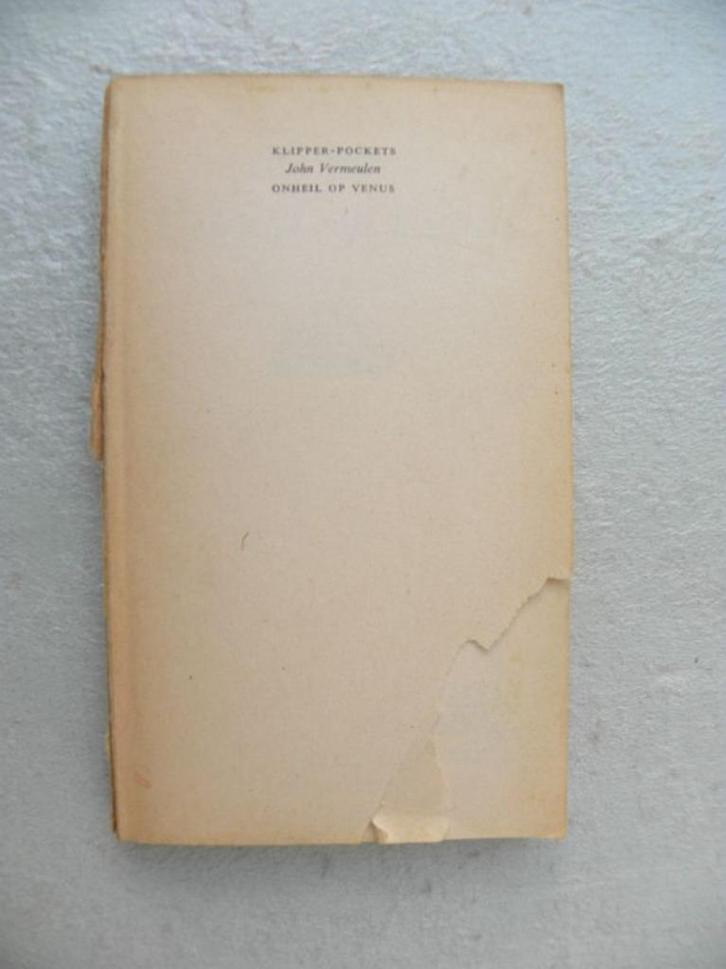 KLIPPER-POCKETS
John Vermeulen
ONHEIL OP VENUS